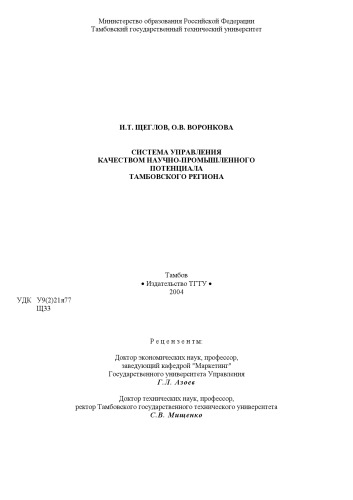 Министерство образования Российской Федерации
Тамбовский государственный технический университет
И.Т. ЩЕГЛОВ, О.В. ВОРОНКОВА
СИСТЕМА УПРАВЛЕНИЯ
КАЧЕСТВОМ НАУЧНО-ПРОМЫШЛЕННОГО
ПОТЕНЦИАЛА
ТАМБОВСКОГО РЕГИОНА
Тамбов
• Издательство ТГТУ •
2004
УДК У9(2)21я77
Щ33
Рецензенты:
Доктор экономических наук, профессор,
заведующий кафедрой "Маркетинг"
Государственного университета Управления
Г.Л. Азоев
Доктор технических наук, профессор,
ректор Тамбовского государственного технического университета
С.В. Мищенко